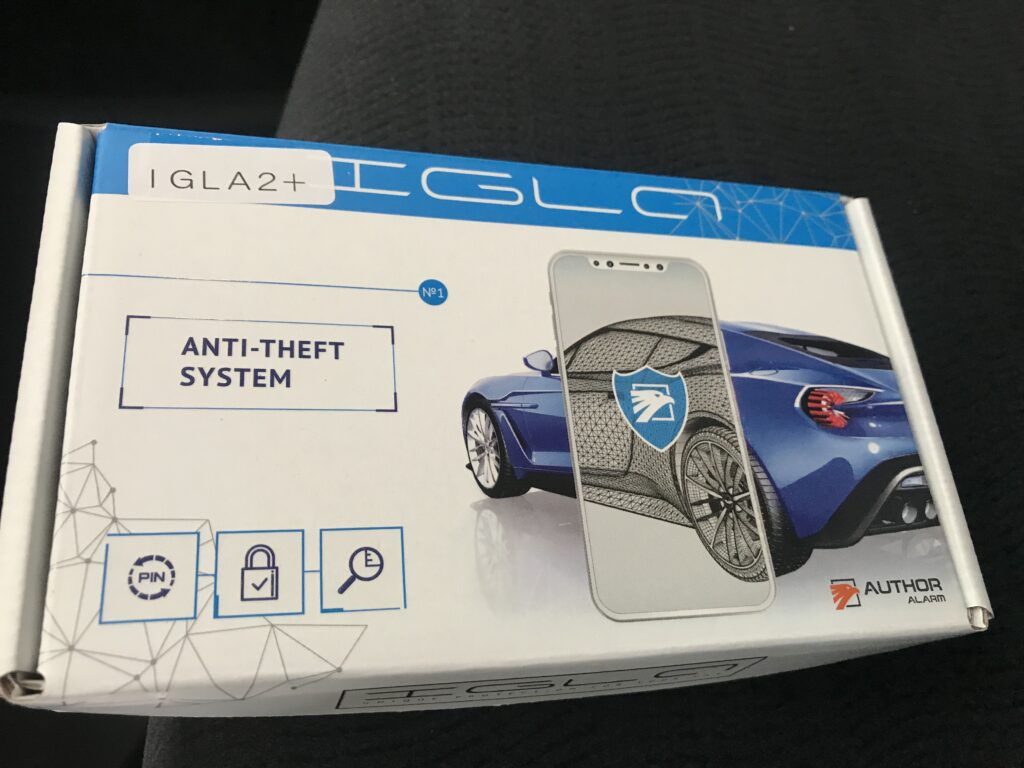 IGLA2+
IGLA
№1
ANTI-THEFT
SYSTEM
PIN
AUTHOR
ALARM
IGLA